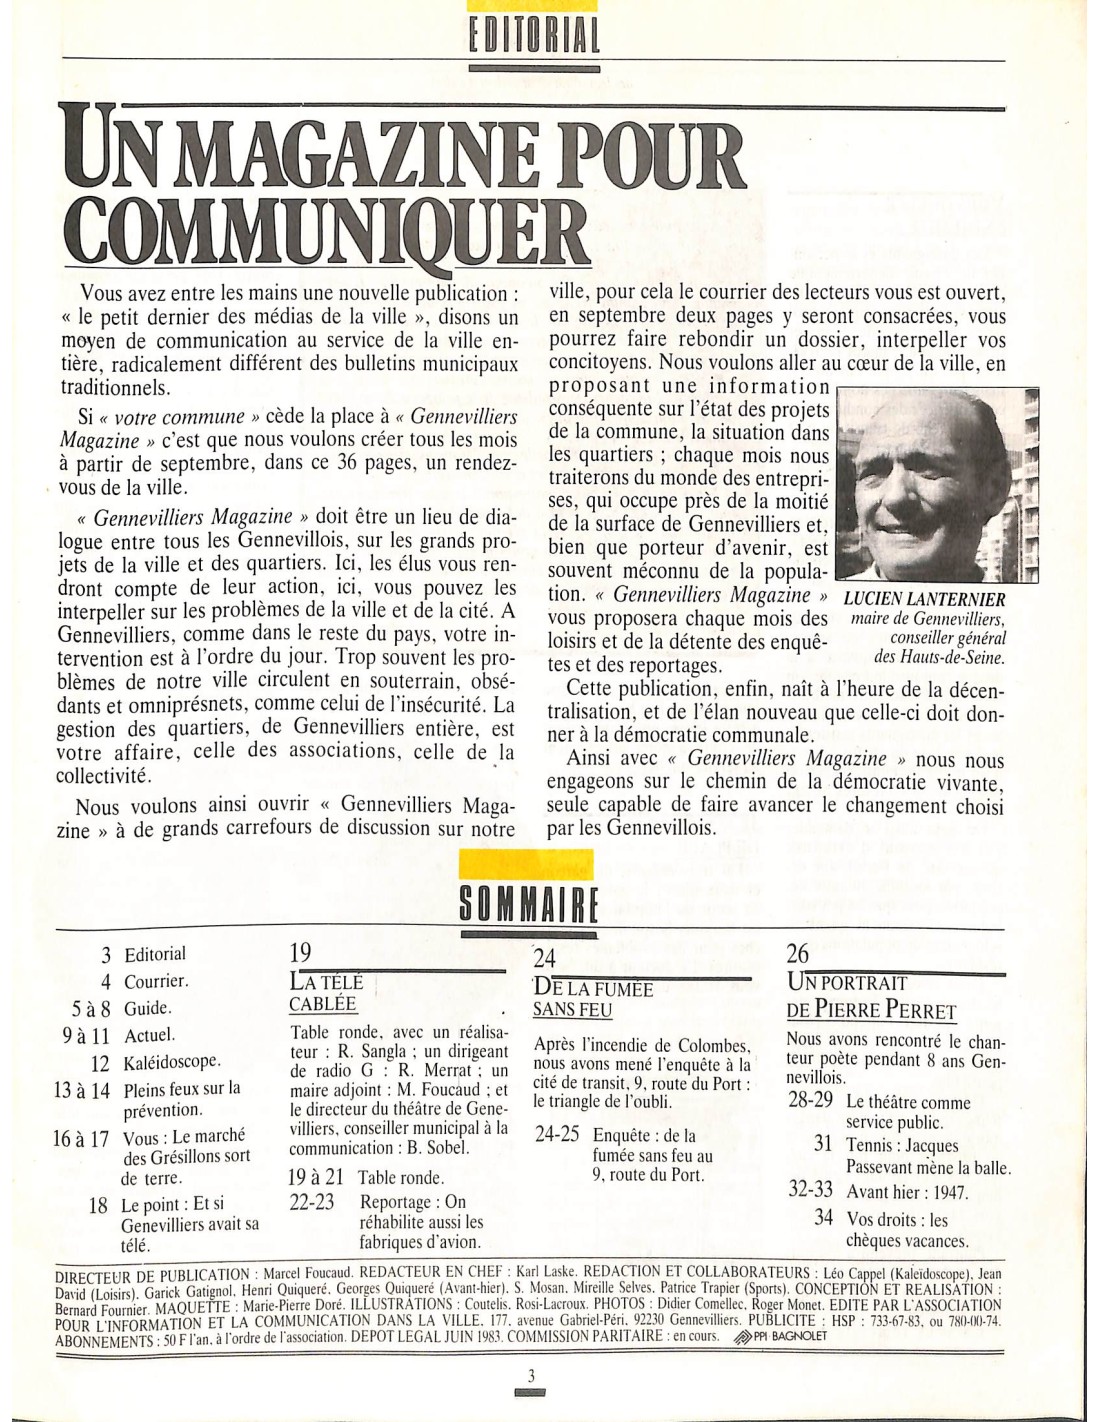 EDITORIAL
UN MAGAZINE POUR
COMMUNIQUER
Vous avez entre les mains une nouvelle publication :
« le petit dernier des médias de la ville », disons un
moyen de communication au service de la ville en-
tière, radicalement différent des bulletins municipaux
traditionnels.
Si « votre commune » cède la place à « Gennevilliers
Magazine » c'est que nous voulons créer tous les mois
à partir de septembre, dans ce 36 pages, un rendez-
vous de la ville.
« Gennevilliers Magazine » doit être un lieu de dia-
logue entre tous les Gennevillois, sur les grands pro-
jets de la ville et des quartiers. Ici, les élus vous ren-
dront compte de leur action, ici, vous pouvez les
interpeller sur les problèmes de la ville et de la cité. A
Gennevilliers, comme dans le reste du pays, votre in-
tervention est à l'ordre du jour. Trop souvent les pro-
blèmes de notre ville circulent en souterrain, obsé-
dants et omniprésnets, comme celui de l'insécurité. La
gestion des quartiers, de Gennevilliers entière, est
votre affaire, celle des associations, celle de la
collectivité.
Nous voulons ainsi ouvrir « Gennevilliers Maga-
zine » à de grands carrefours de discussion sur notre
ville, pour cela le courrier des lecteurs vous est ouvert,
en septembre deux pages y seront consacrées, vous
pourrez faire rebondir un dossier, interpeller vos
concitoyens. Nous voulons aller au cœur de la ville, en
proposant une information
conséquente sur l'état des projets
de la commune, la situation dans
les quartiers ; chaque mois nous
traiterons du monde des entrepri-
ses, qui occupe près de la moitié
de la surface de Gennevilliers et,
bien que porteur d'avenir, est
souvent méconnu de la popula-
tion. « Gennevilliers Magazine »
vous proposera chaque mois des
loisirs et de la détente des enquê-
tes et des reportages.
LUCIEN LANTERNIER
maire de Gennevilliers,
conseiller général
des Hauts-de-Seine.
Cette publication, enfin, naît à l'heure de la décen-
tralisation, et de l'élan nouveau que celle-ci doit don-
ner à la démocratie communale.
Ainsi avec « Gennevilliers Magazine » nous nous
engageons sur le chemin de la démocratie vivante,
seule capable de faire avancer le changement choisi
par les Gennevillois.
SOMMAIRE
3 Editorial
4 Courrier.
5 à 8 Guide.
9 à 11 Actuel.
12 Kaléidoscope.
13 à 14 Pleins feux sur la
prévention.
16 à 17 Vous : Le marché
des Grésillons sort
de terre.
18 Le point : Et si
Genevilliers avait sa
télé.
19
LA TÉLÉ
CABLÉE
Table ronde, avec un réalisa-
teur : R. Sangla ; un dirigeant
de radio G : R. Merrat ; un
maire adjoint : M. Foucaud ; et
le directeur du théâtre de Gene-
villiers, conseiller municipal à la
communication : B. Sobel.
19 à 21 Table ronde.
22-23 Reportage : On
réhabilite aussi les
fabriques d'avion.
24
DE LA FUMÉE
SANS FEU
Après l'incendie de Colombes,
nous avons mené l'enquête à la
cité de transit, 9, route du Port :
le triangle de l'oubli.
24-25 Enquête : de la
fumée sans feu au
9, route du Port.
26
UN PORTRAIT
DE PIERRE PERRET
Nous avons rencontré le chan-
teur poète pendant 8 ans Gen-
nevillois.
28-29 Le théâtre comme
service public.
31 Tennis : Jacques
Passevant mène la balle.
32-33 Avant hier : 1947.
34 Vos droits : les
chèques vacances.
DIRECTEUR DE PUBLICATION : Marcel Foucaud. REDACTEUR EN CHEF : Karl Laske. REDACTION ET COLLABORATEURS : Léo Cappel (Kaleïdoscope), Jean
David (Loisirs). Garick Gatignol, Henri Quiqueré. Georges Quiqueré (Avant-hier). S. Mosan. Mireille Selves. Patrice Trapier (Sports). CONCEPTION ET REALISATION :
Bernard Fournier. MAQUETTE : Marie-Pierre Doré. ILLUSTRATIONS : Coutelis. Rosi-Lacroux. PHOTOS : Didier Comellec, Roger Monet. EDITE PAR L'ASSOCIATION
POUR L'INFORMATION ET LA COMMUNICATION DANS LA VILLE. 177, avenue Gabriel-Péri, 92230 Gennevilliers. PUBLICITE : HSP : 733-67-83. ou 780-00-74.
ABONNEMENTS : 50 F l'an, à l'ordre de l'association. DEPOT LEGAL JUIN 1983. COMMISSION PARITAIRE : en cours. PPI BAGNOLET
3